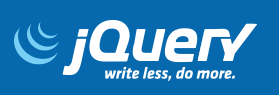 jQuery
write less, do more.